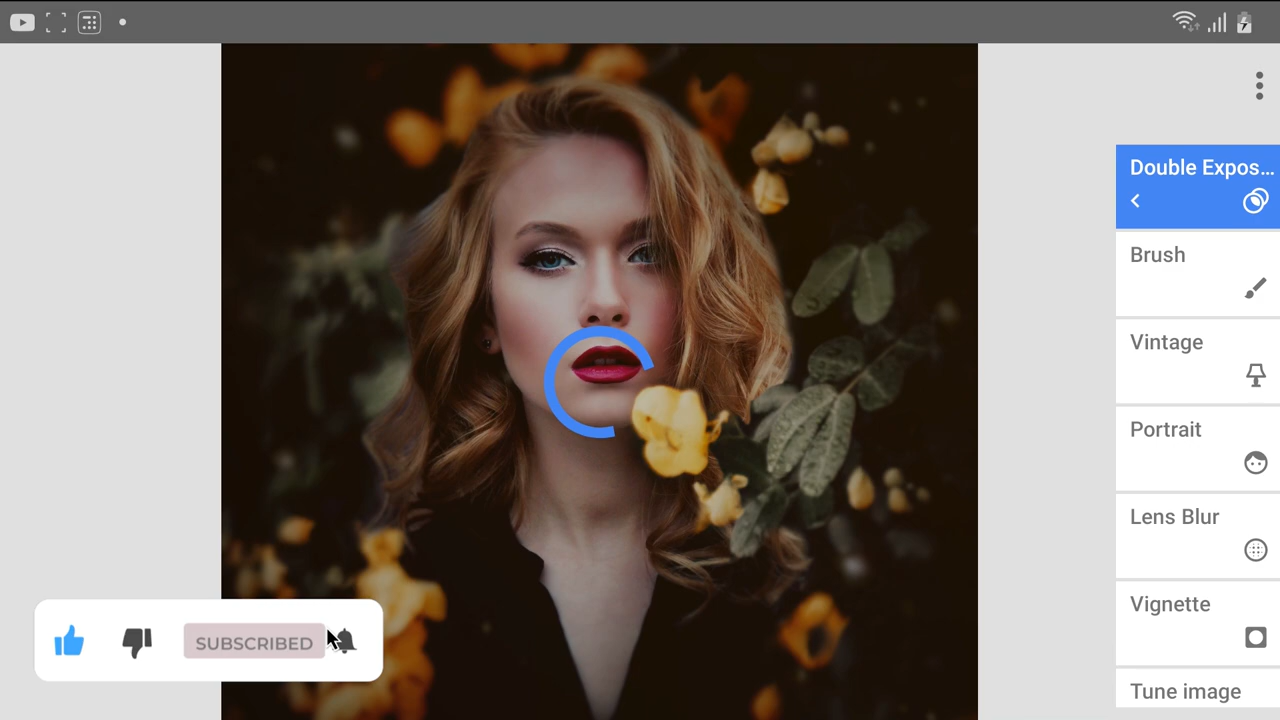 Double Expos...
Brush
Vintage
Portrait
Lens Blur
Vignette
Tune image
SUBSCRIBED